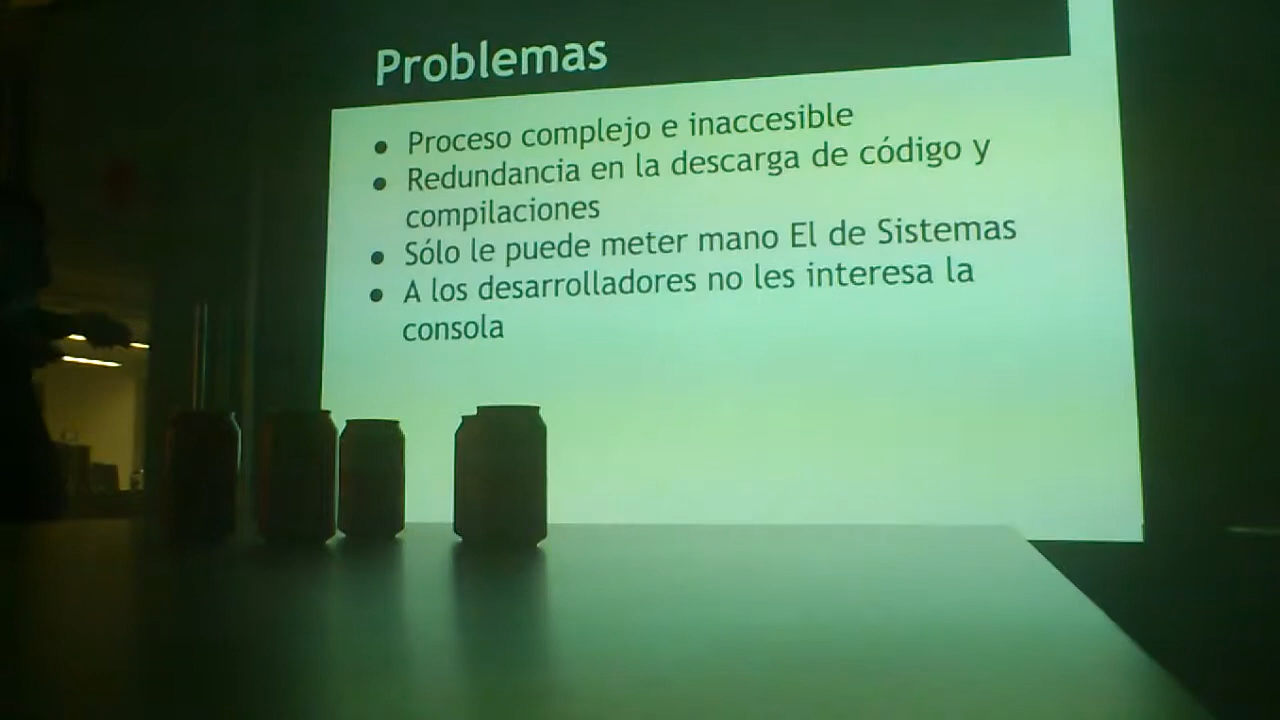 Problemas
● Proceso complejo e inaccesible
● Redundancia en la descarga de código y
compilaciones
● Sólo le puede meter mano El de Sistemas
● A los desarrolladores no les interesa la
consola